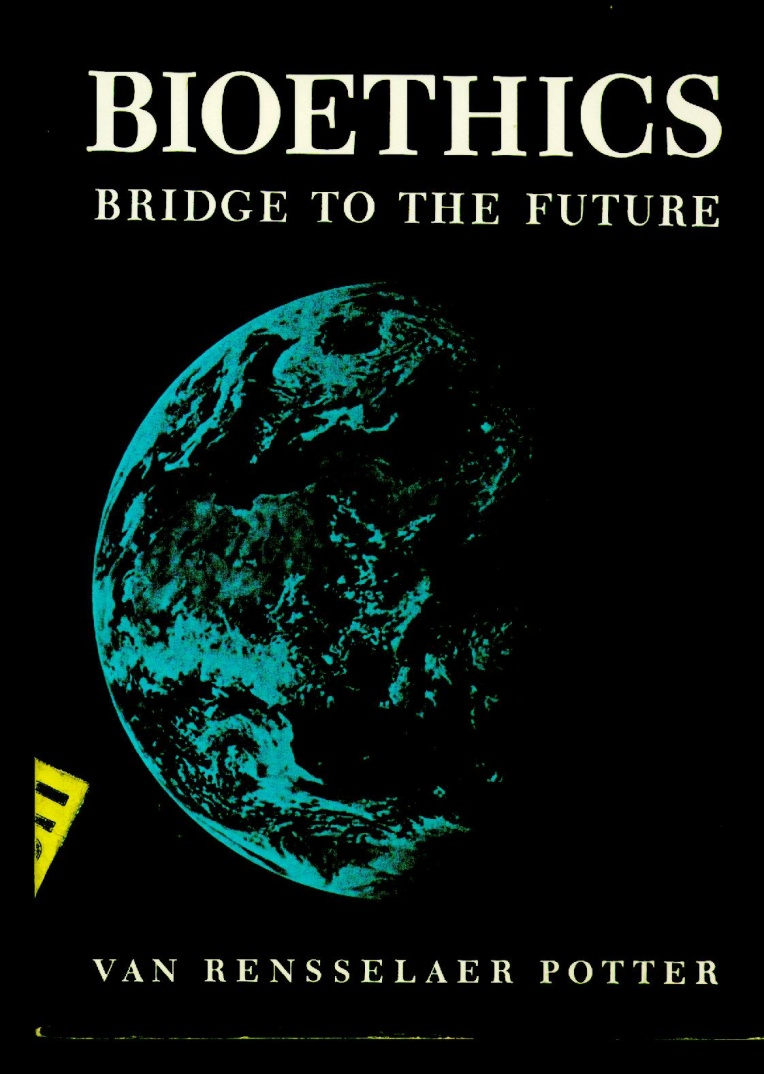 BIOETHICS
BRIDGE TO THE FUTURE
VAN RENSSELAER POTTER